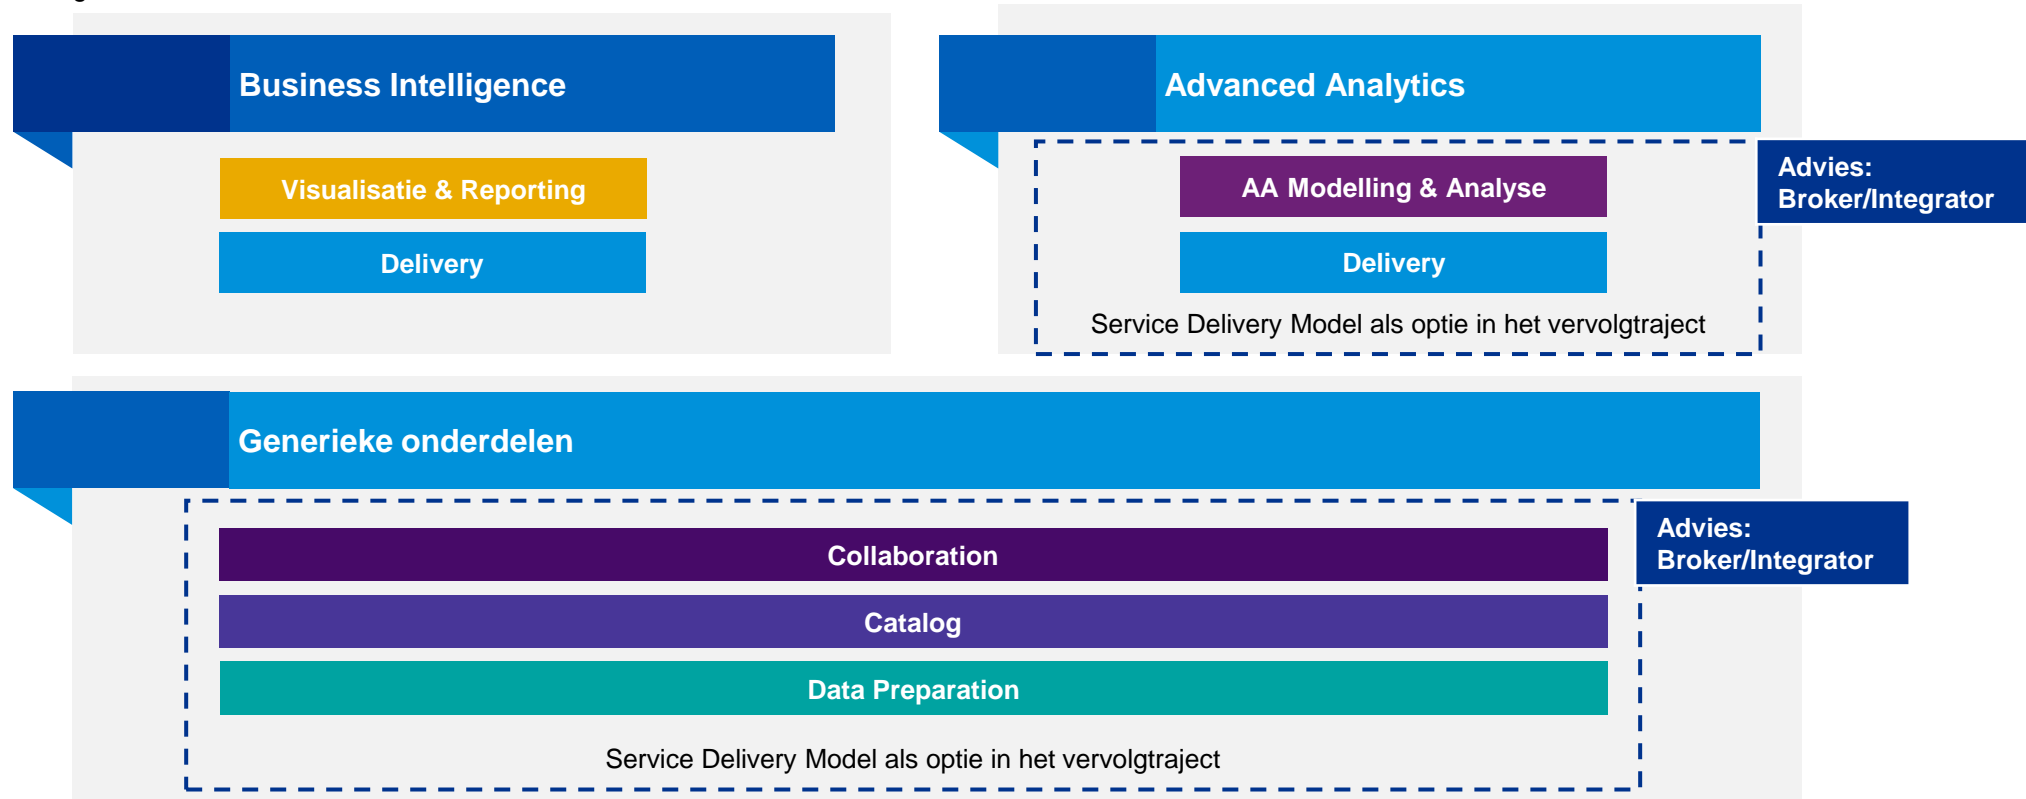 Business Intelligence
Visualisatie & Reporting
Delivery
Advanced Analytics
AA Modelling & Analyse
Delivery
Service Delivery Model als optie in het vervolgtraject
Advies:
Broker/Integrator
Generieke onderdelen
Collaboration
Catalog
Data Preparation
Service Delivery Model als optie in het vervolgtraject
Advies:
Broker/Integrator